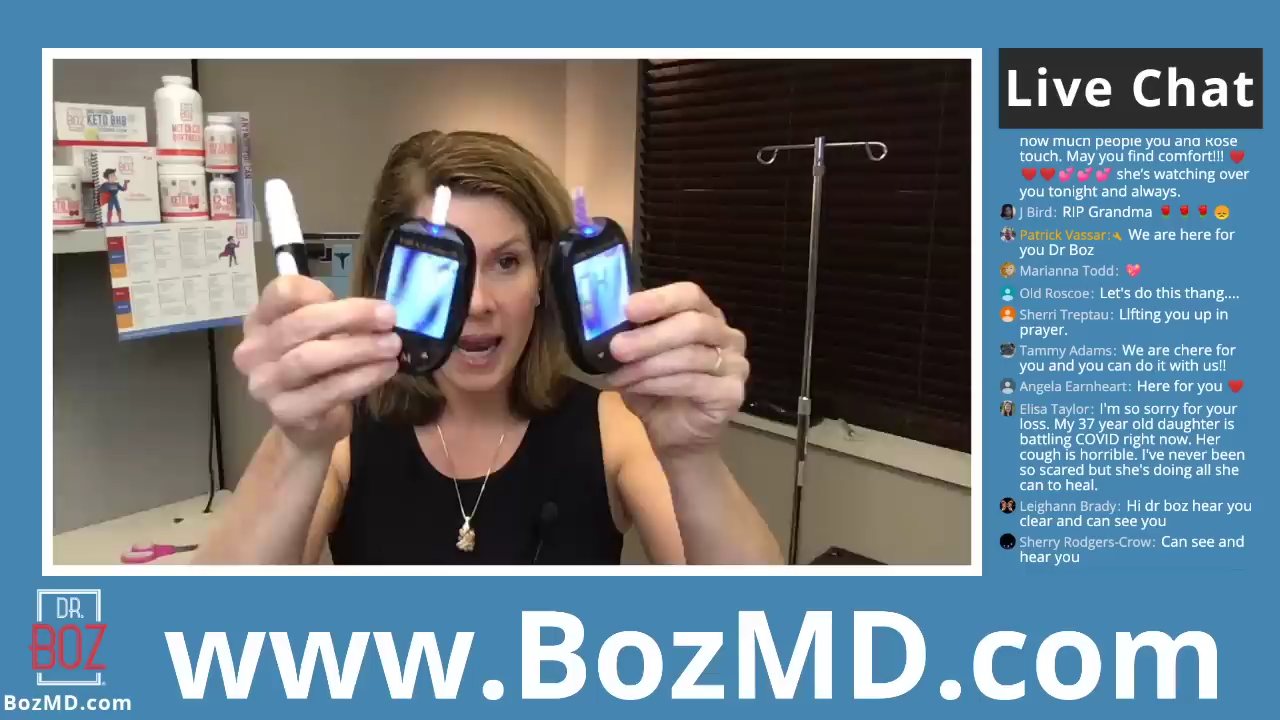 Live Chat
how much people you and Rose
touch. May you find comfort!!! ❤️
❤️❤️💕💕💕 she's watching over
you tonight and always.
J Bird: RIP Grandma 🌹🌹🌹😞
Patrick Vassar: We are here for
you Dr Boz
Marianna Todd: 💖
Old Roscoe: Let's do this thang....
Sherri Treptau: LIfting you up in
prayer.
Tammy Adams: We are chere for
you and you can do it with us!!
Angela Earnheart: Here for you ❤️
Elisa Taylor: I'm so sorry for your
loss. My 37 year old daughter is
battling COVID right now. Her
cough is horrible. I've never been
so scared but she's doing all she
can to heal.
Leighann Brady: Hi dr boz hear you
clear and can see you
Sherry Rodgers-Crow: Can see and
hear you
KETO BHB
BOZ
DR.
BOZ
BozMD.com
www.BozMD.com